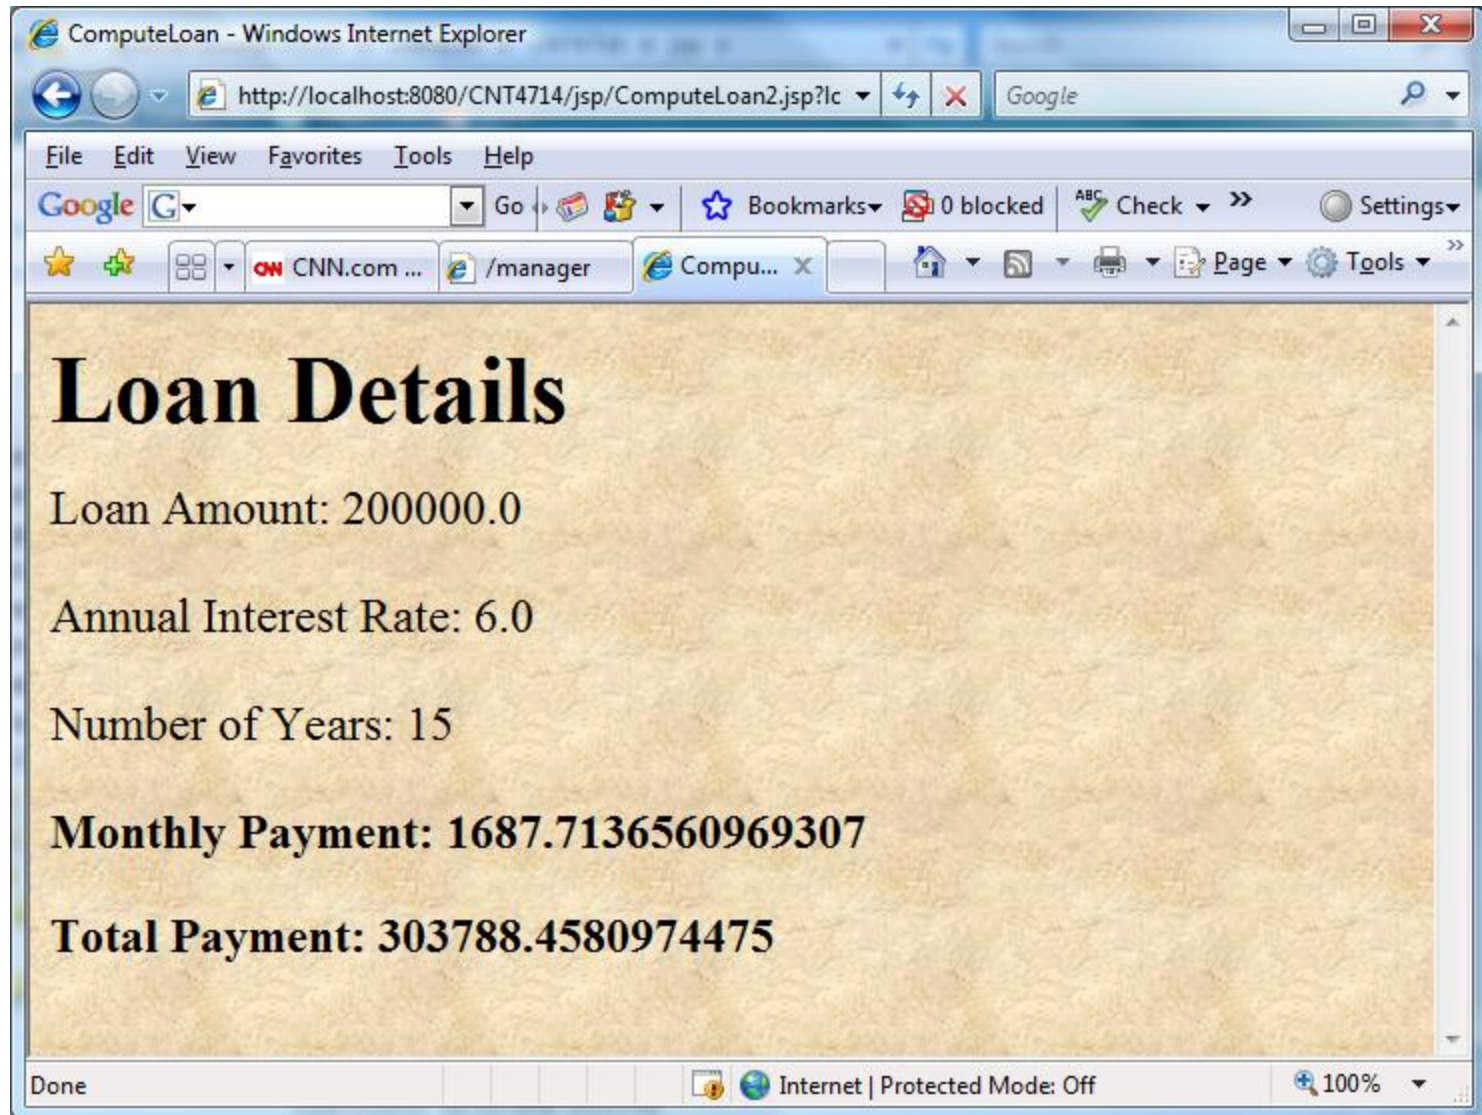 ComputeLoan - Windows Internet Explorer
http://localhost:8080/CNT4714/jsp/ComputeLoan2.jsp?lc
Google
File Edit View Favorites Tools Help
Google G Go Bookmarks 0 blocked ABC Check >> Settings
CNN CNN.com ... /manager Compu... X Page Tools >>
Loan Details
Loan Amount: 200000.0
Annual Interest Rate: 6.0
Number of Years: 15
Monthly Payment: 1687.7136560969307
Total Payment: 303788.4580974475
Done Internet | Protected Mode: Off 100%